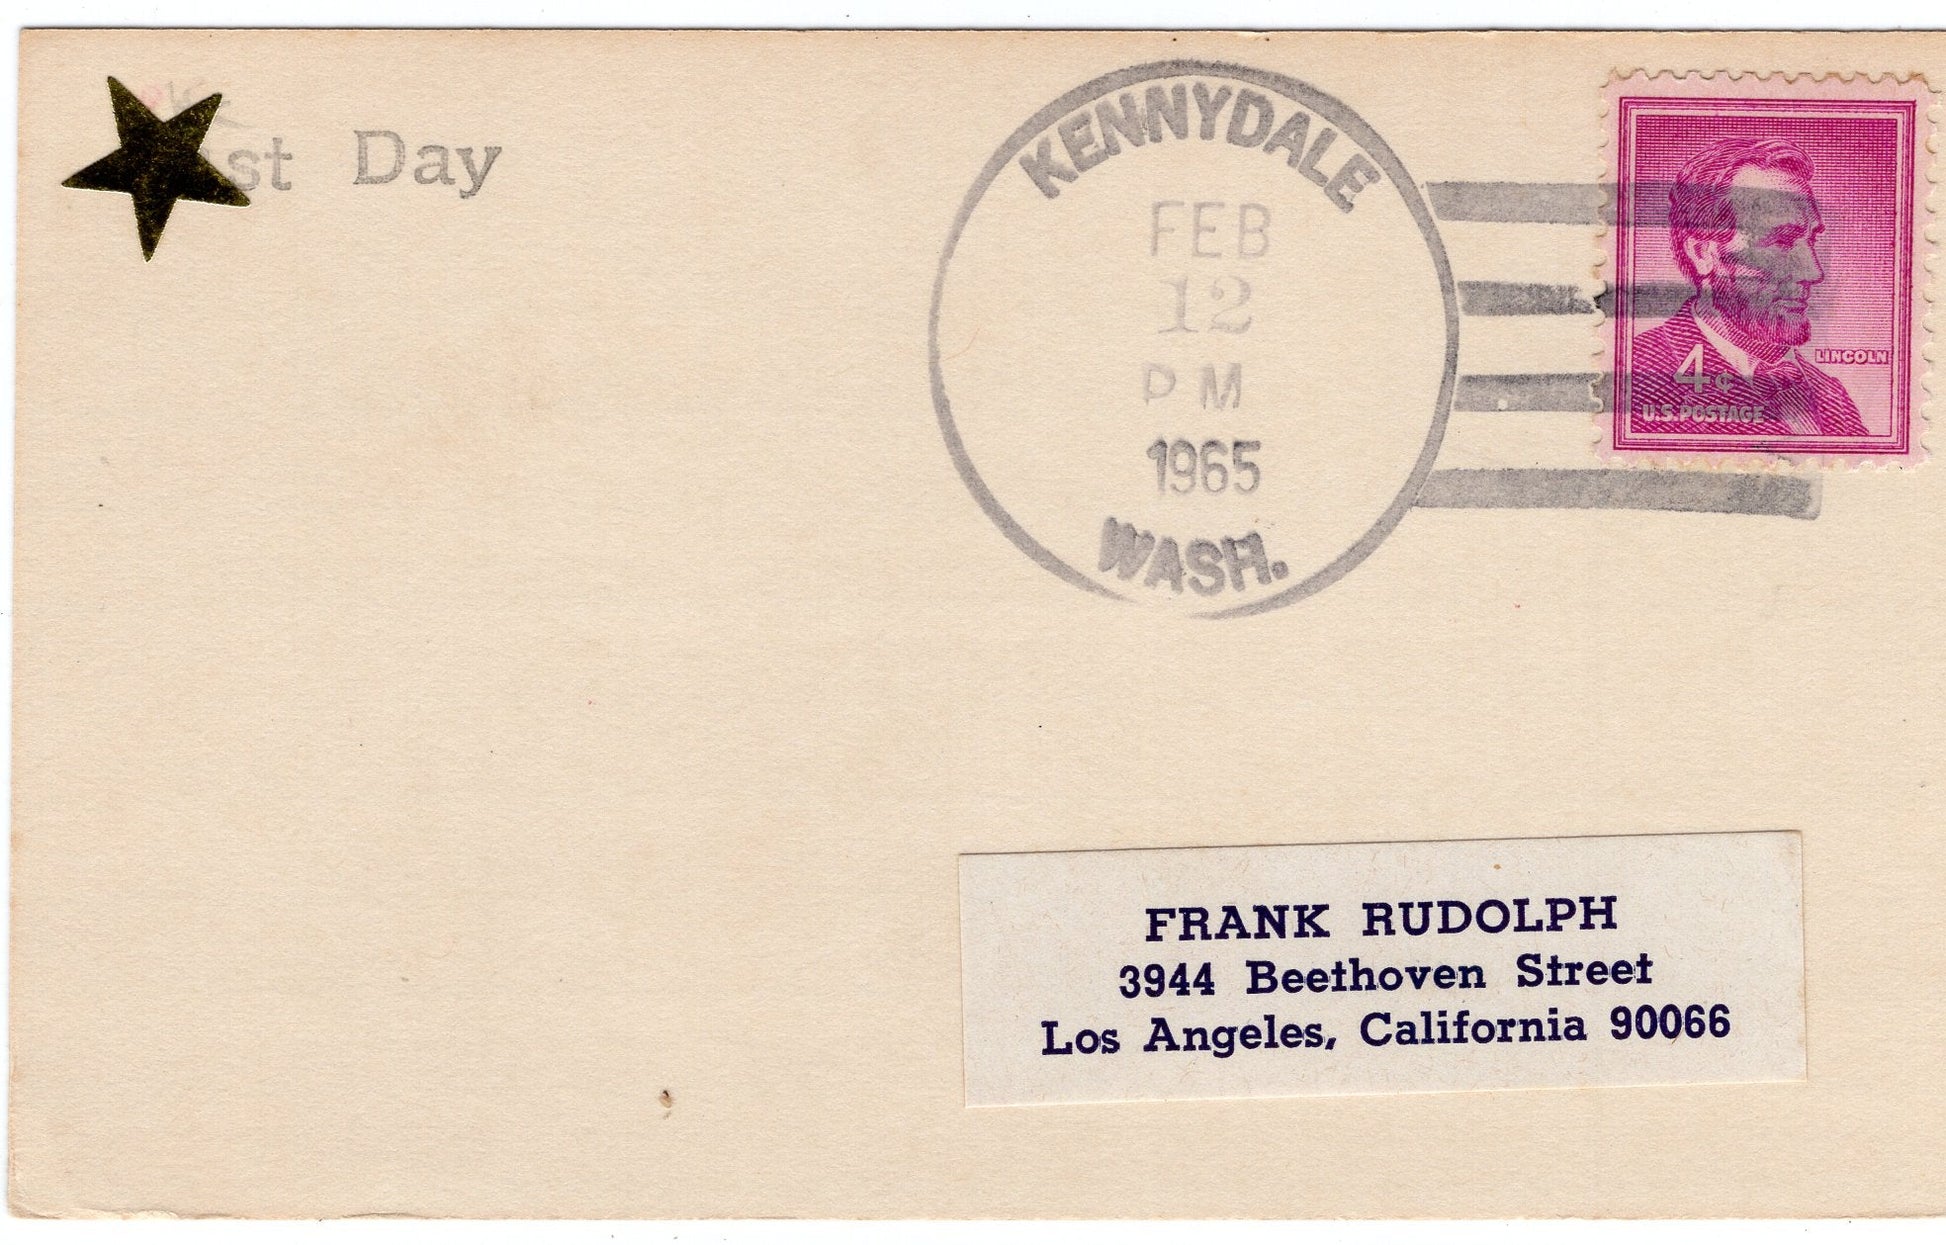 st Day
KENNYDALE
FEB
12
PM
1965
WASH.
LINCOLN
4¢
U.S. POSTAGE
FRANK RUDOLPH
3944 Beethoven Street
Los Angeles, California 90066